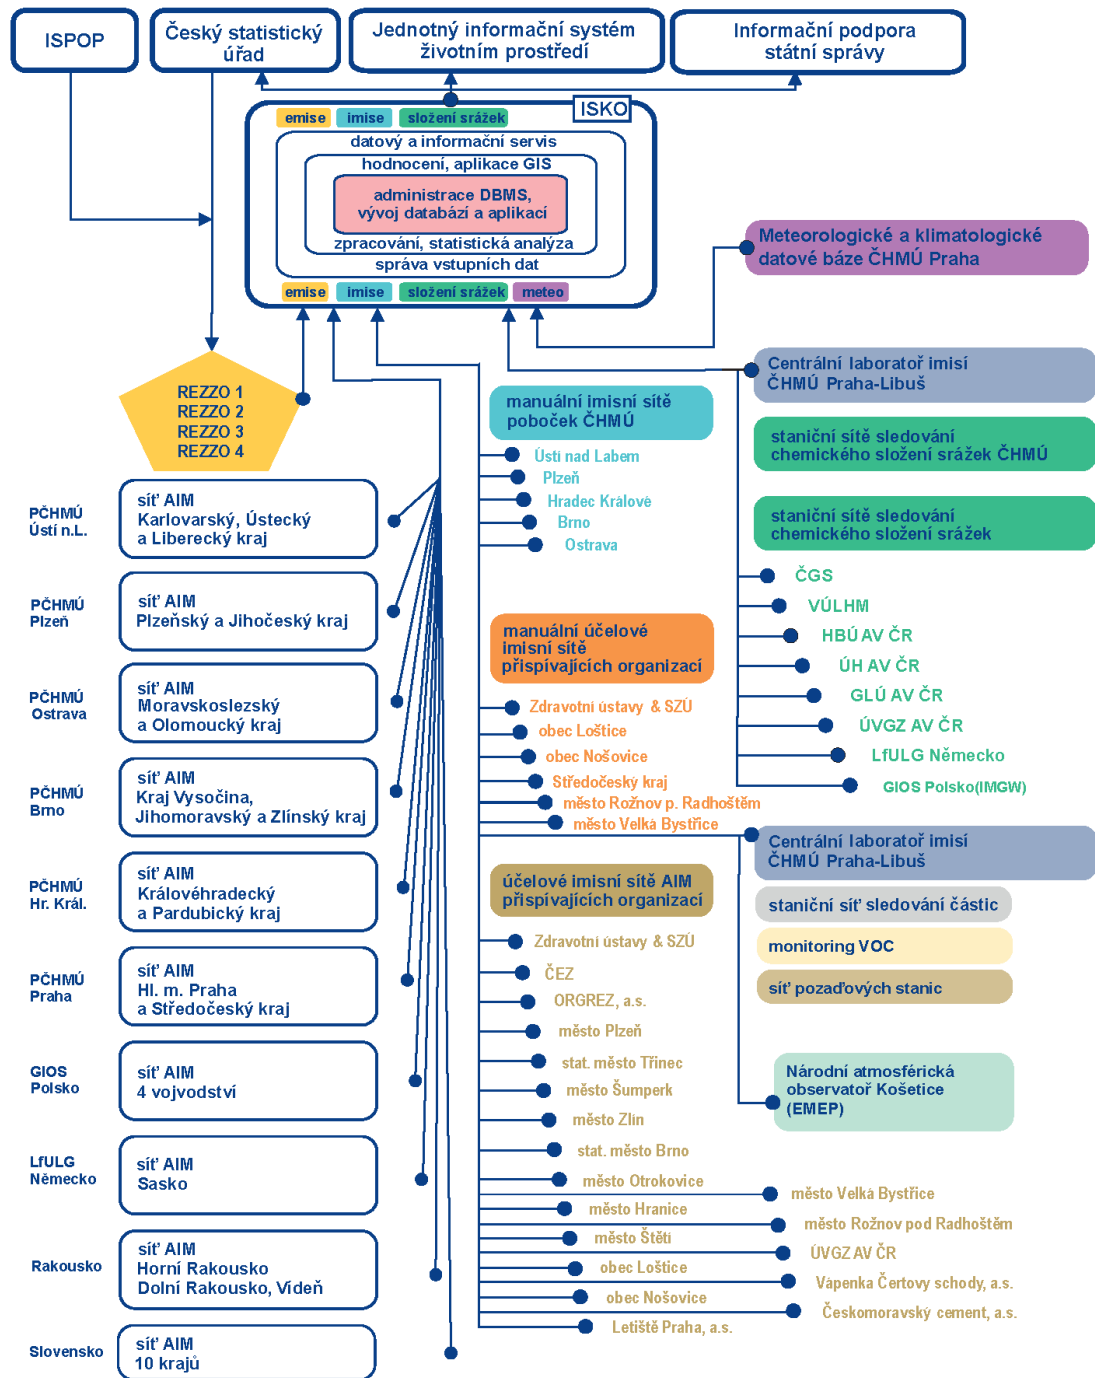 ISPOP
Český statistický
úřad
Jednotný informační systém
životním prostředí
Informační podpora
státní správy
ISKO
emise
imise
složení srážek
datový a informační servis
hodnocení, aplikace GIS
administrace DBMS,
vývoj databází a aplikací
zpracování, statistická analýza
správa vstupních dat
emise
imise
složení srážek
meteo
Meteorologické a klimatologické
datové báze ČHMÚ Praha
REZZO 1
REZZO 2
REZZO 3
REZZO 4
PČHMÚ
Ústí n.L.
síť AIM
Karlovarský, Ústecký
a Liberecký kraj
PČHMÚ
Plzeň
síť AIM
Plzeňský a Jihočeský kraj
PČHMÚ
Ostrava
síť AIM
Moravskoslezský
a Olomoucký kraj
PČHMÚ
Brno
síť AIM
Kraj Vysočina,
Jihomoravský a Zlínský kraj
PČHMÚ
Hr. Král.
síť AIM
Královéhradecký
a Pardubický kraj
PČHMÚ
Praha
síť AIM
Hl. m. Praha
a Středočeský kraj
GIOS
Polsko
síť AIM
4 vojvodství
LfULG
Německo
síť AIM
Sasko
Rakousko
síť AIM
Horní Rakousko
Dolní Rakousko, Vídeň
Slovensko
síť AIM
10 krajů
manuální imisní sítě
poboček ČHMÚ
Ústí nad Labem
Plzeň
Hradec Králové
Brno
Ostrava
manuální účelové
imisní sítě
přispívajících organizací
Zdravotní ústavy & SZÚ
obec Loštice
obec Nošovice
Středočeský kraj
město Rožnov p. Radhoštěm
město Velká Bystřice
účelové imisní sítě AIM
přispívajících organizací
Zdravotní ústavy & SZÚ
ČEZ
ORGREZ, a.s.
město Plzeň
stat. město Třinec
město Šumperk
město Zlín
stat. město Brno
město Otrokovice
město Hranice
město Štětí
obec Loštice
obec Nošovice
Letiště Praha, a.s.
město Velká Bystřice
město Rožnov pod Radhoštěm
ÚVGZ AV ČR
Vápenka Čertovy schody, a.s.
Českomoravský cement, a.s.
Centrální laboratoř imisí
ČHMÚ Praha-Libuš
staniční sítě sledování
chemického složení srážek ČHMÚ
staniční sítě sledování
chemického složení srážek
ČGS
VÚLHM
HBÚ AV ČR
ÚH AV ČR
GLÚ AV ČR
ÚVGZ AV ČR
LfULG Německo
GIOS Polsko(IMGW)
Centrální laboratoř imisí
ČHMÚ Praha-Libuš
staniční síť sledování částic
monitoring VOC
síť pozaďových stanic
Národní atmosférická
observatoř Košetice
(EMEP)